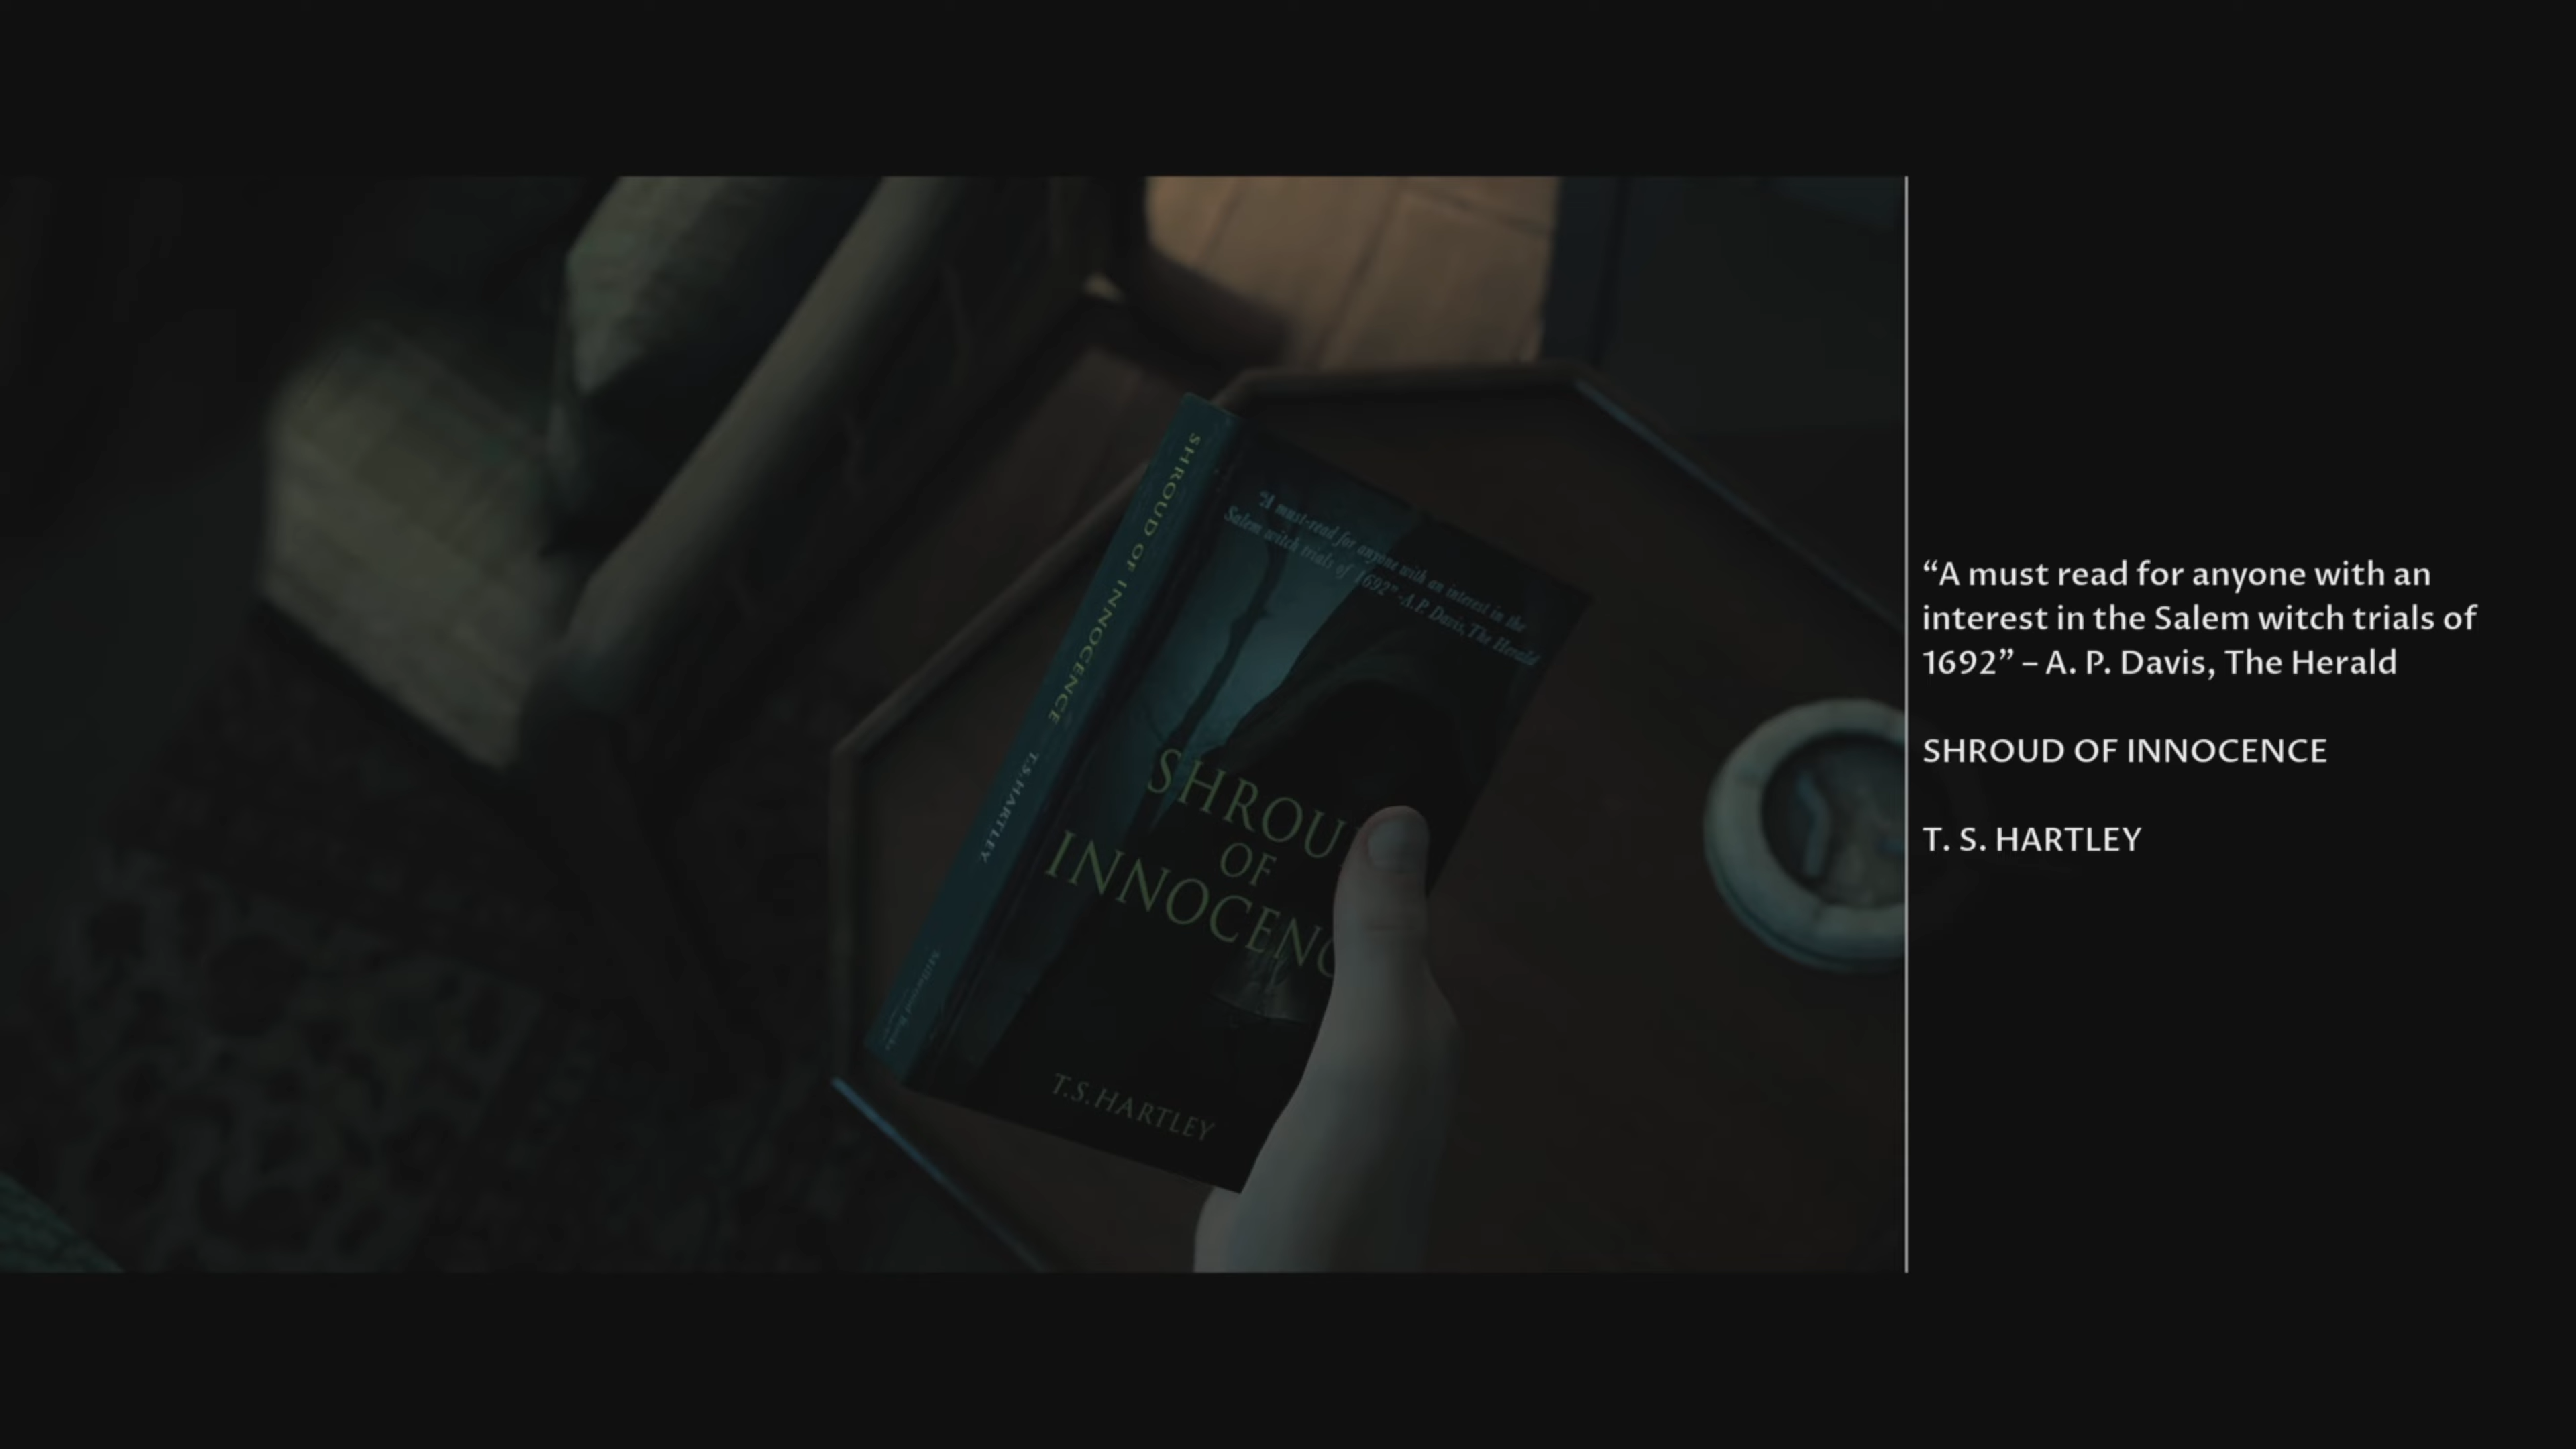 SHROUD OF INNOCENCE
T.S.HARTLEY
"A must-read for anyone with an interest in the
Salem witch trials of 1692" -A.P. Davis, The Herald
SHROU
OF
INNOCENC
T.S.HARTLEY
“A must read for anyone with an
interest in the Salem witch trials of
1692” – A. P. Davis, The Herald
SHROUD OF INNOCENCE
T. S. HARTLEY